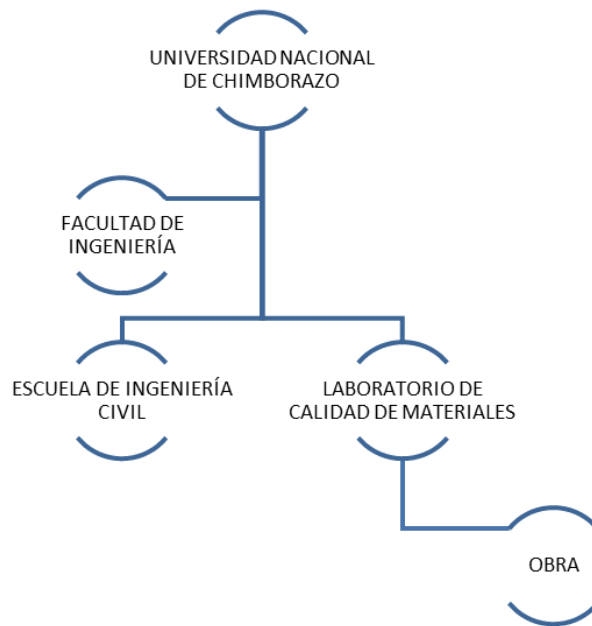 UNIVERSIDAD NACIONAL
DE CHIMBORAZO
FACULTAD DE
INGENIERÍA
ESCUELA DE INGENIERÍA
CIVIL
LABORATORIO DE
CALIDAD DE MATERIALES
OBRA